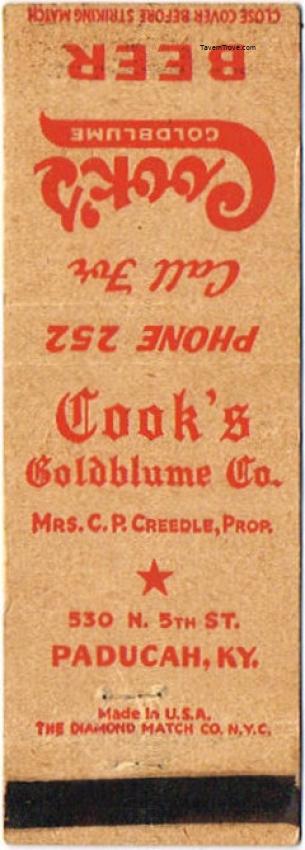 TavernTrove.com
PHONE 252
Call For
Cook's
GOLDBLUME
BEER
CLOSE COVER BEFORE STRIKING MATCH
Cook's
Goldblume Co.
MRS. C. P. CREEDLE, PROP.
530 N. 5TH ST.
PADUCAH, KY.
Made In U.S.A.
THE DIAMOND MATCH CO. N.Y.C.